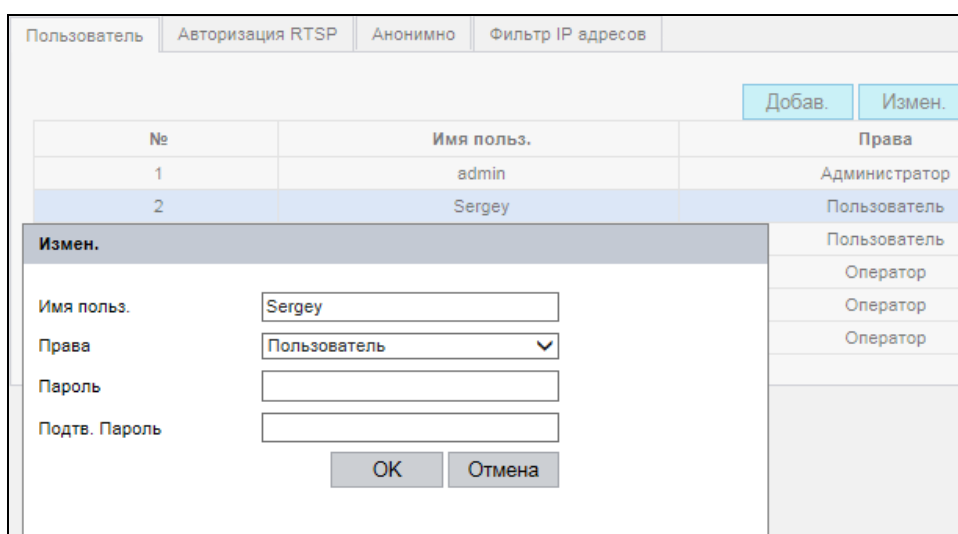 Пользователь Авторизация RTSP Анонимно Фильтр IP адресов
Добав. Измен.
№ Имя польз. Права
1 admin Администратор
2 Sergey Пользователь
Пользователь
Оператор
Оператор
Оператор
Измен.
Имя польз. Sergey
Права Пользователь
Пароль
Подтв. Пароль
OK Отмена